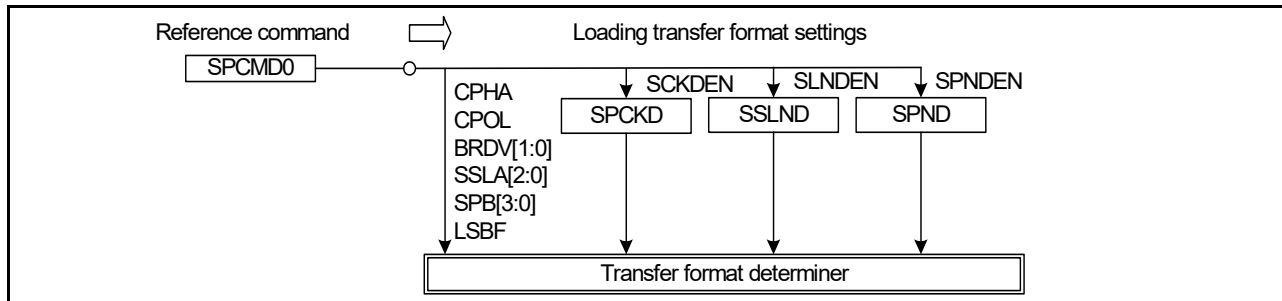 Reference command
Loading transfer format settings
SPCMD0
CPHA
CPOL
BRDV[1:0]
SSLA[2:0]
SPB[3:0]
LSBF
SCKDEN
SPCKD
SLNDEN
SSLND
SPNDEN
SPND
Transfer format determiner